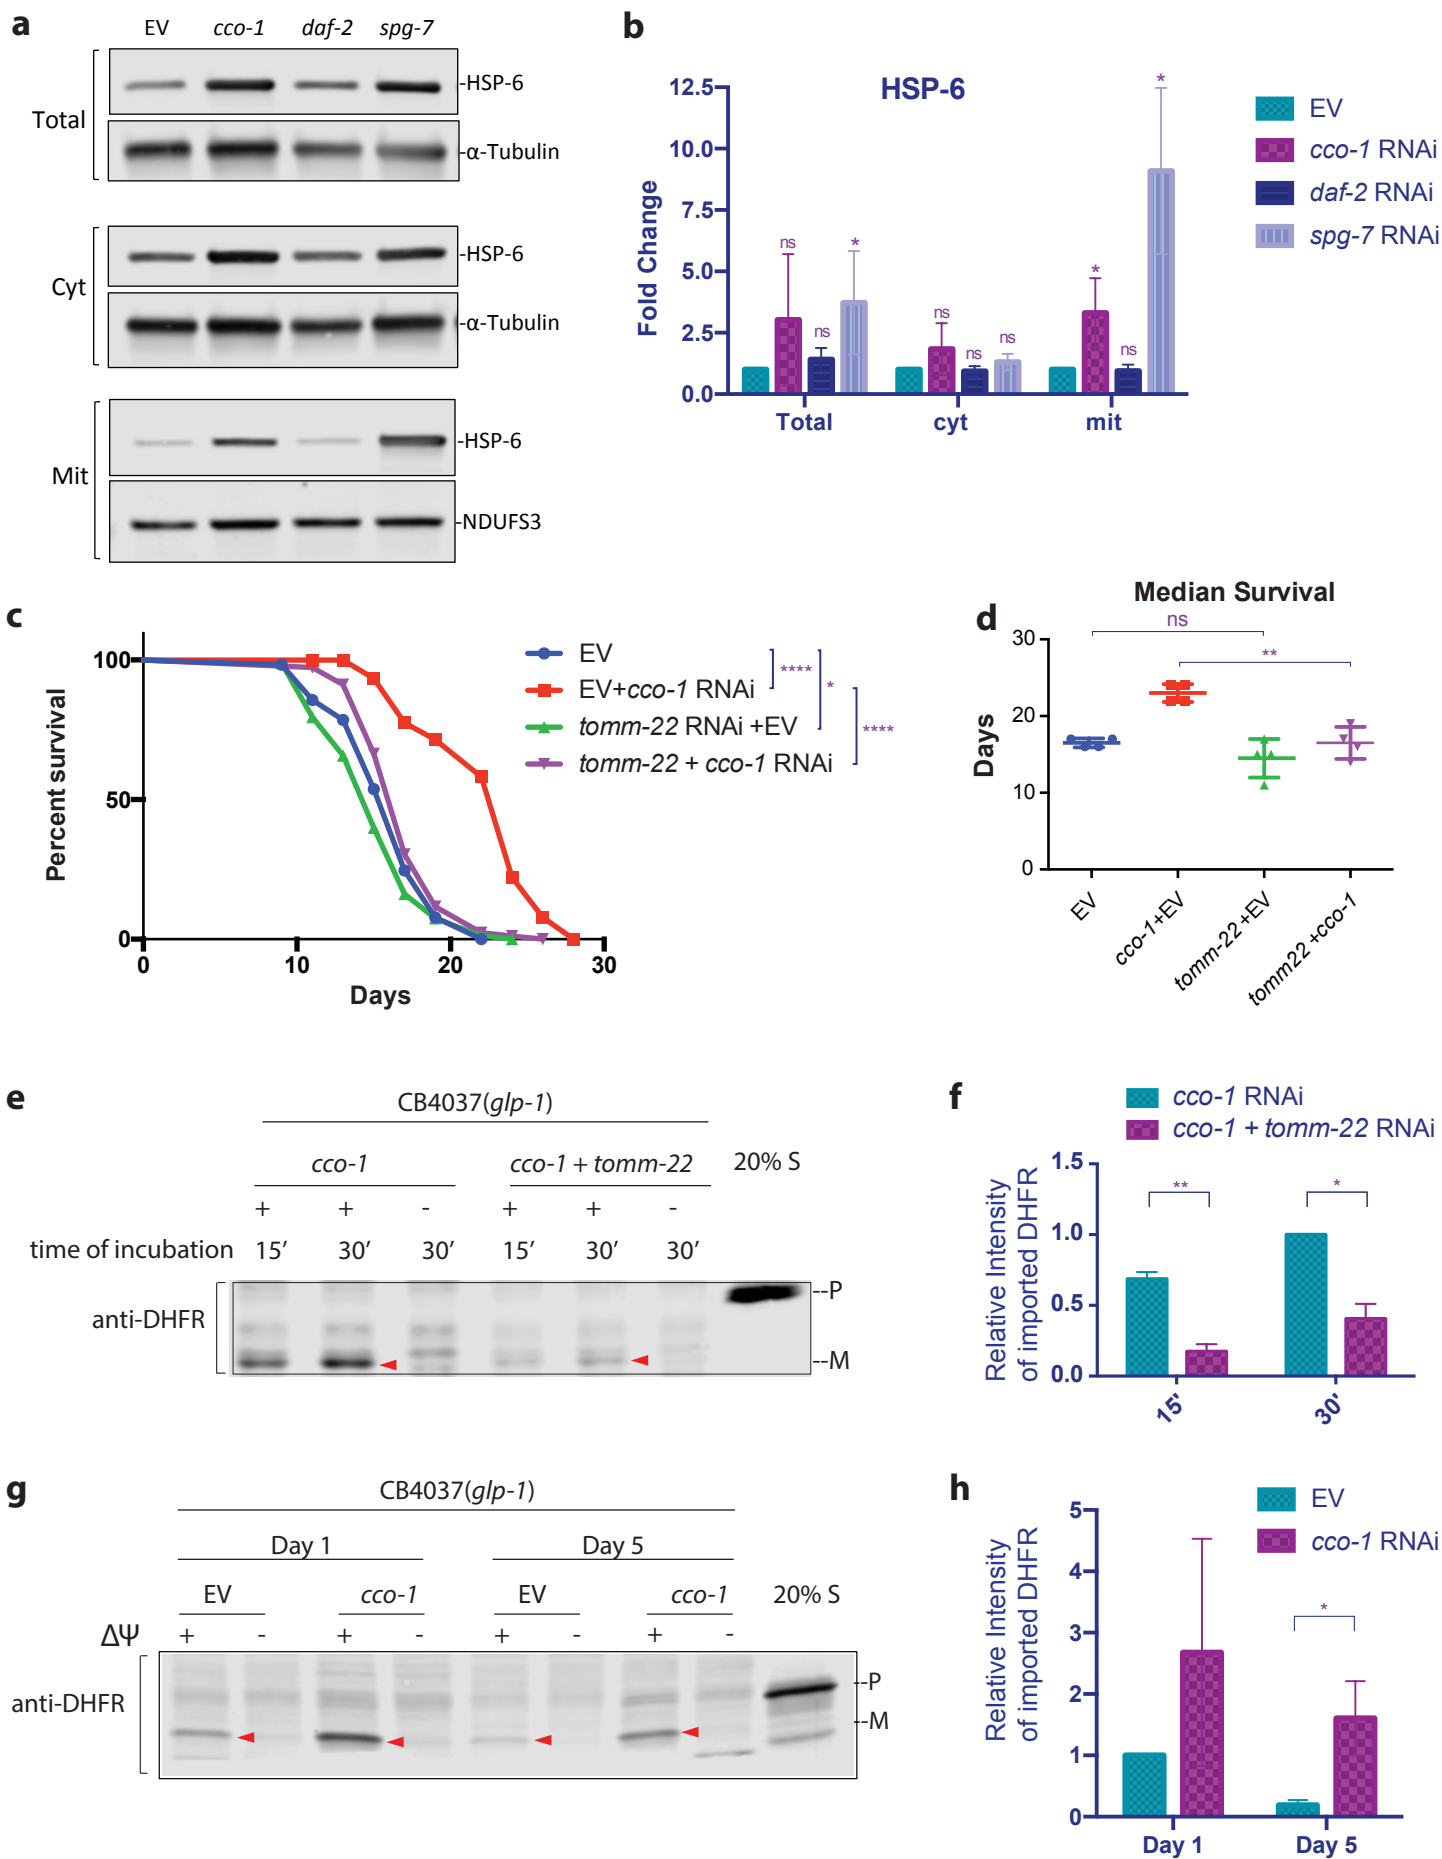 a
EV cco-1 daf-2 spg-7
Total
-HSP-6
-α-Tubulin
Cyt
-HSP-6
-α-Tubulin
Mit
-HSP-6
-NDUFS3
b
HSP-6
Fold Change
12.5
10.0
7.5
5.0
2.5
0.0
ns ns *
ns ns ns
* ns *
Total cyt mit
EV
cco-1 RNAi
daf-2 RNAi
spg-7 RNAi
c
Percent survival
100
50
0
0 10 20 30
Days
EV
EV+cco-1 RNAi
tomm-22 RNAi +EV
tomm-22 + cco-1 RNAi
****
*
****
d
Median Survival
ns
**
Days
30
20
10
0
EV
cco-1+EV
tomm-22+EV
tomm22 +cco-1
e
CB4037(glp-1)
cco-1 cco-1 + tomm-22 20% S
+ + - + + -
time of incubation 15′ 30′ 30′ 15′ 30′ 30′
anti-DHFR
--P
--M
f
cco-1 RNAi
cco-1 + tomm-22 RNAi
Relative Intensity
of imported DHFR
1.5
1.0
0.5
0.0
** *
15'
30'
g
CB4037(glp-1)
Day 1 Day 5
EV cco-1 EV cco-1 20% S
ΔΨ + - + - + - + -
anti-DHFR
--P
--M
h
EV
cco-1 RNAi
Relative Intensity
of imported DHFR
5
4
3
2
1
0
*
Day 1 Day 5